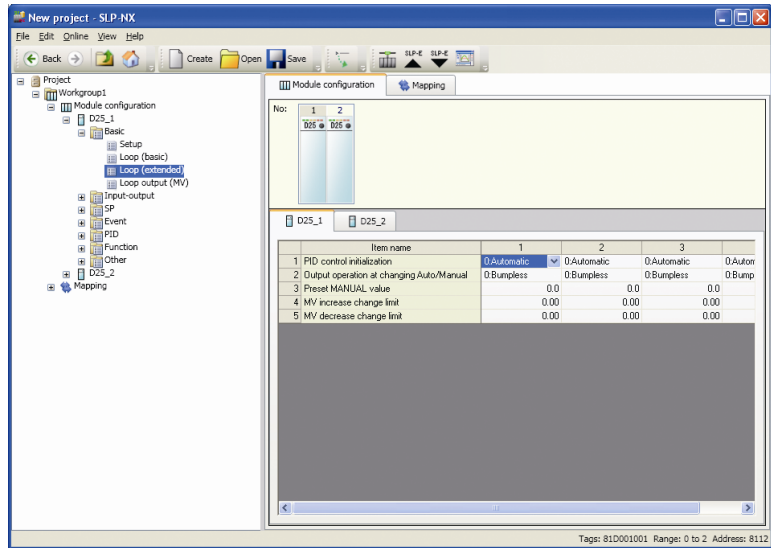 New project - SLP-NX
File Edit Online View Help
Back Create Open Save SLP-E SLP-E
Project
Workgroup1
Module configuration
D25_1
Basic
Setup
Loop (basic)
Loop (extended)
Loop output (MV)
Input-output
SP
Event
PID
Function
Other
D25_2
Mapping
Module configuration Mapping
No: 1 2
D25 D25
D25_1 D25_2
Item name 1 2 3
1 PID control initialization 0:Automatic 0:Automatic 0:Automatic 0:Autom
2 Output operation at changing Auto/Manual 0:Bumpless 0:Bumpless 0:Bumpless 0:Bump
3 Preset MANUAL value 0.0 0.0 0.0
4 MV increase change limit 0.00 0.00 0.00
5 MV decrease change limit 0.00 0.00 0.00
Tags: 81D001001 Range: 0 to 2 Address: 8112